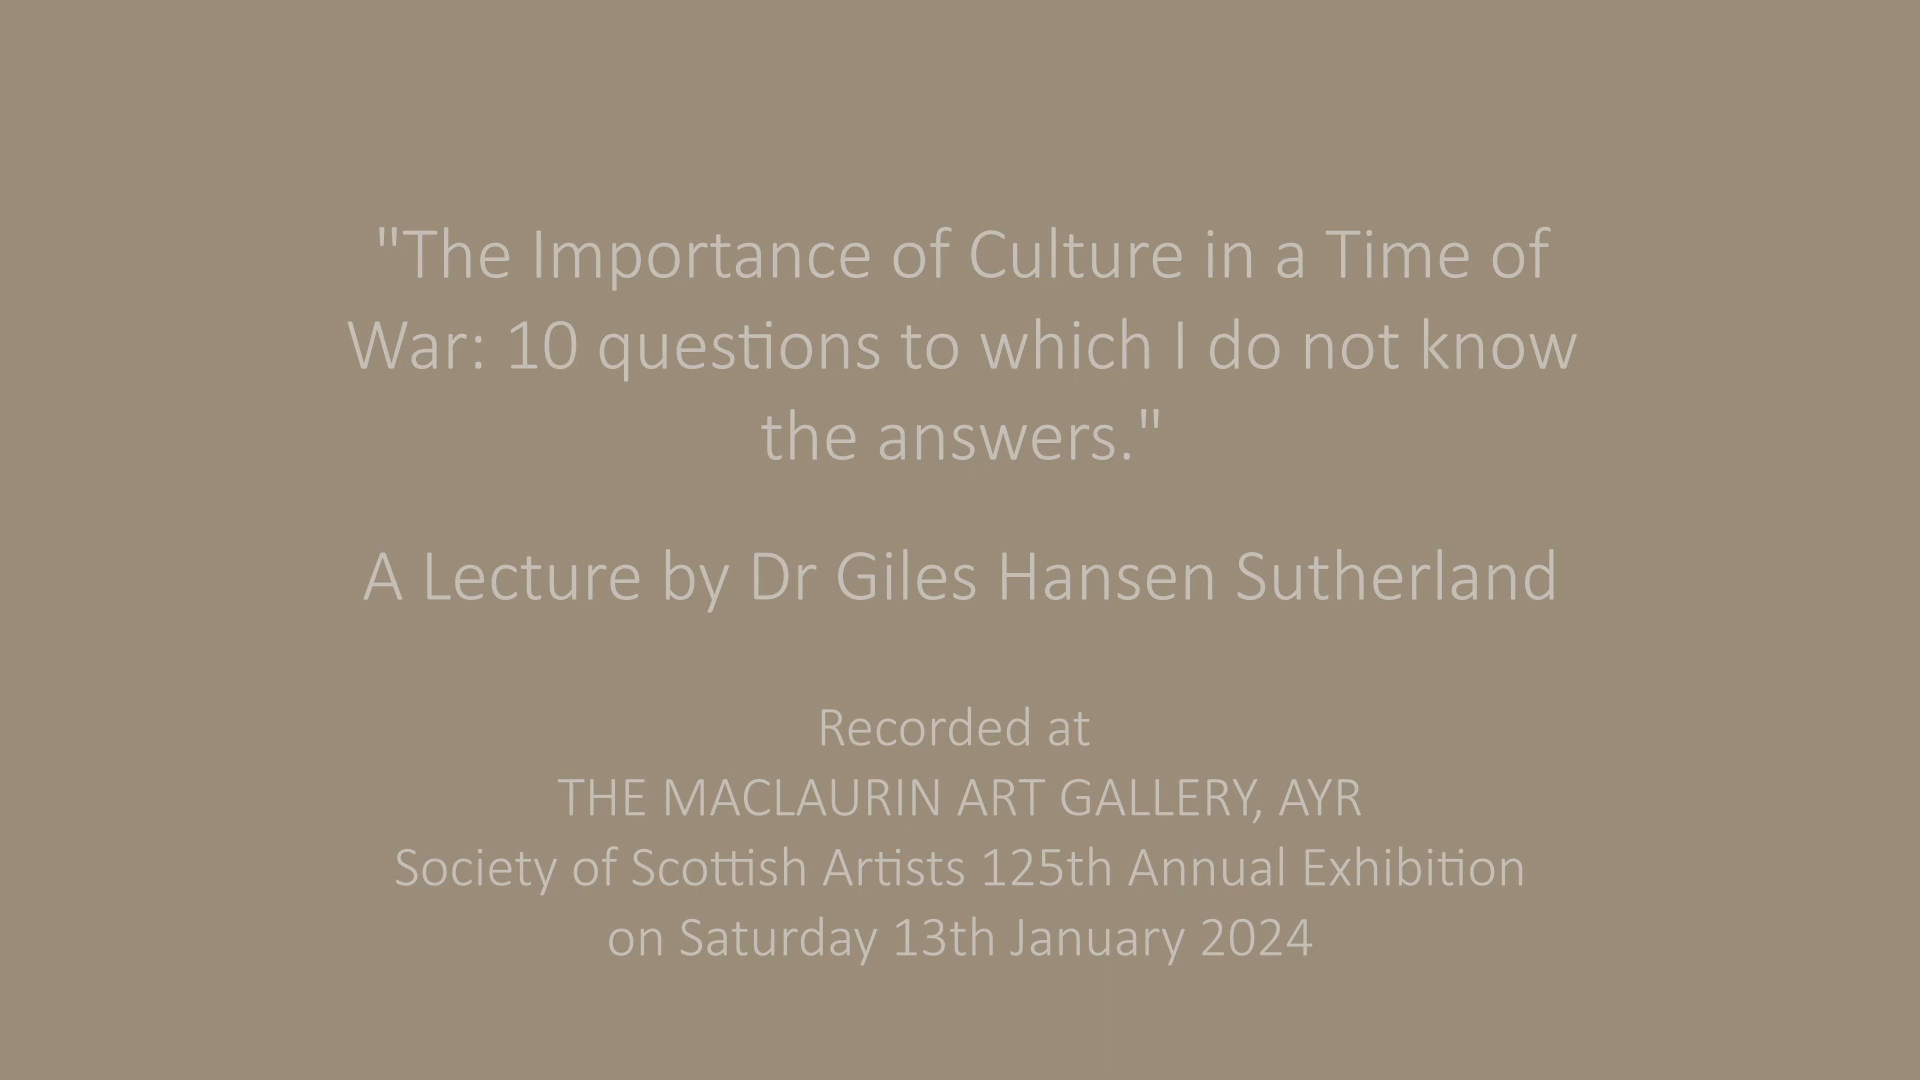 "The Importance of Culture in a Time of
War: 10 questions to which I do not know
the answers."
A Lecture by Dr Giles Hansen Sutherland
Recorded at
THE MACLAURIN ART GALLERY, AYR
Society of Scottish Artists 125th Annual Exhibition
on Saturday 13th January 2024